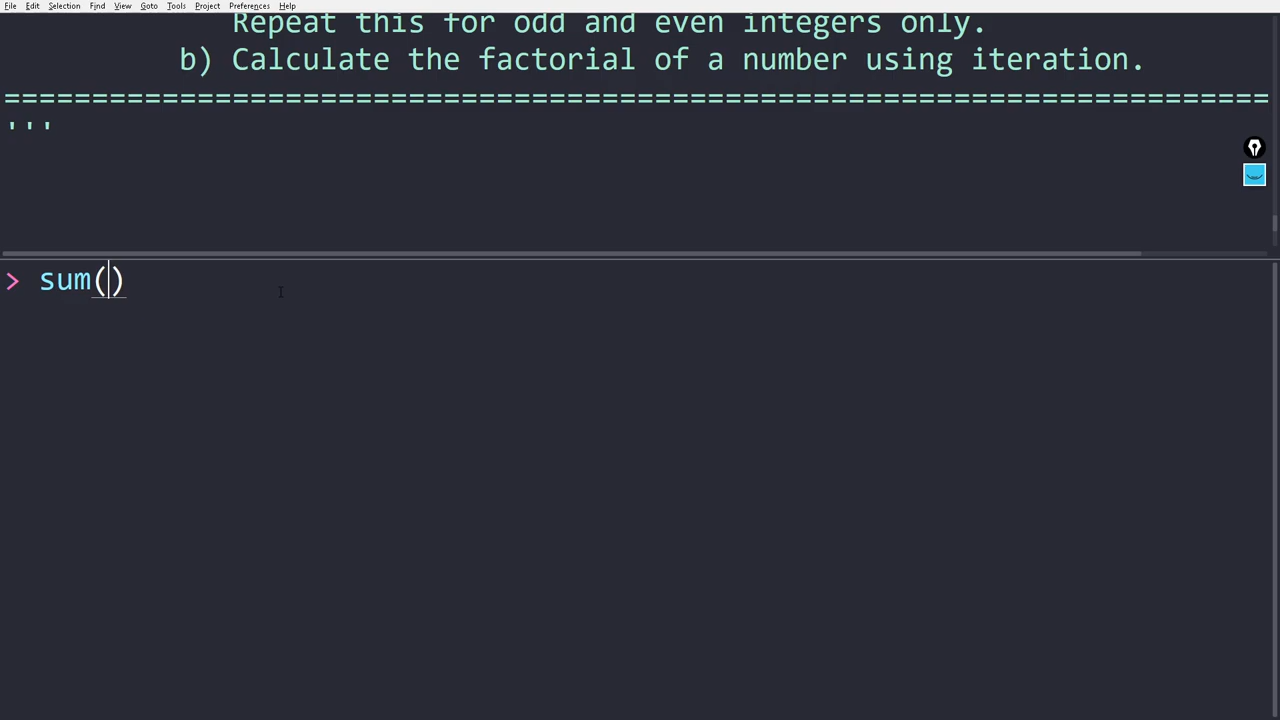 File Edit Selection Find View Goto Tools Project Preferences Help
Repeat this for odd and even integers only.
b) Calculate the factorial of a number using iteration.
========================================================================
'''
> sum()